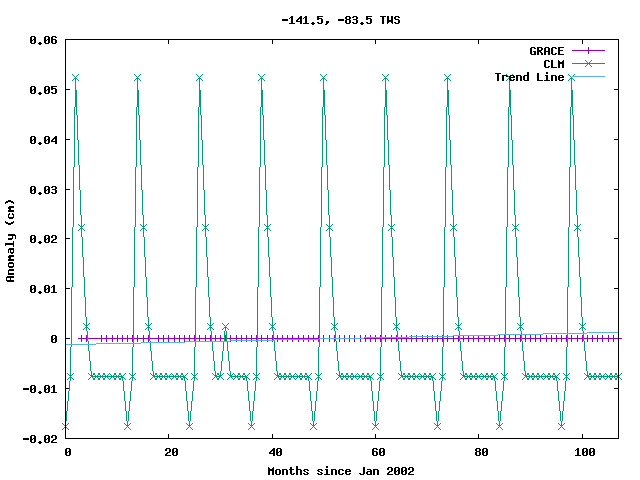 -141.5, -83.5 TWS
0.06
0.05
0.04
0.03
0.02
0.01
0
-0.01
-0.02
Anomaly (cm)
GRACE
CLM
Trend Line
0 20 40 60 80 100
Months since Jan 2002